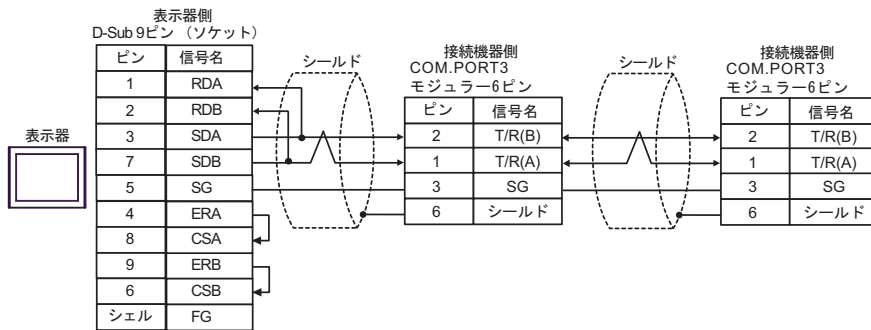 表示器側
D-Sub 9ピン （ソケット）
ピン 信号名
1 RDA
2 RDB
3 SDA
7 SDB
5 SG
4 ERA
8 CSA
9 ERB
6 CSB
シェル FG
表示器
シールド
接続機器側
COM.PORT3
モジュラー6ピン
ピン 信号名
2 T/R(B)
1 T/R(A)
3 SG
6 シールド
シールド
接続機器側
COM.PORT3
モジュラー6ピン
ピン 信号名
2 T/R(B)
1 T/R(A)
3 SG
6 シールド